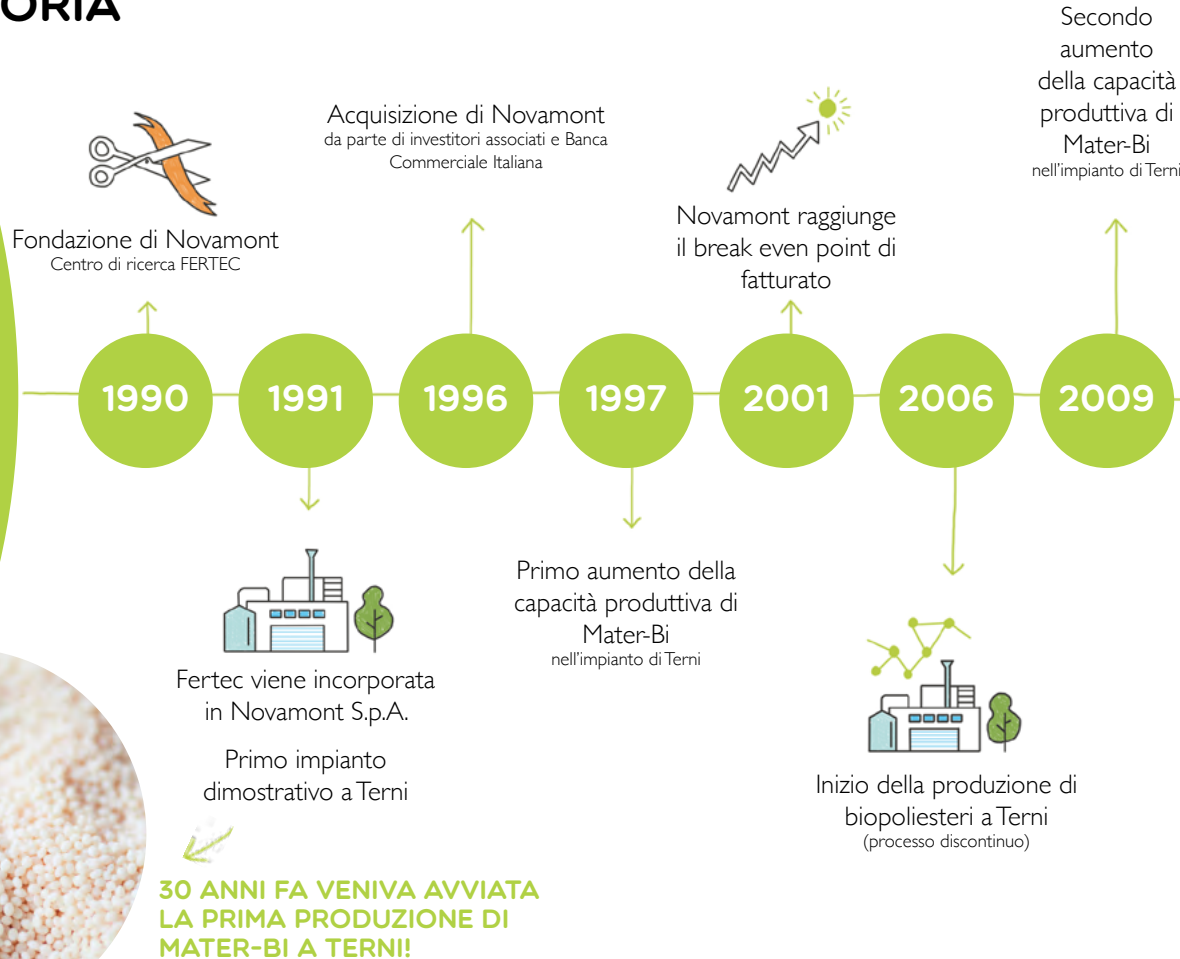 ORIA
Fondazione di Novamont
Centro di ricerca FERTEC
Acquisizione di Novamont
da parte di investitori associati e Banca
Commerciale Italiana
Novamont raggiunge
il break even point di
fatturato
Secondo
aumento
della capacità
produttiva di
Mater-Bi
nell'impianto di Terni
1990
1991
1996
1997
2001
2006
2009
Fertec viene incorporata
in Novamont S.p.A.
Primo impianto
dimostrativo a Terni
Primo aumento della
capacità produttiva di
Mater-Bi
nell'impianto di Terni
Inizio della produzione di
biopoliesteri a Terni
(processo discontinuo)
30 ANNI FA VENIVA AVVIATA
LA PRIMA PRODUZIONE DI
MATER-BI A TERNI!